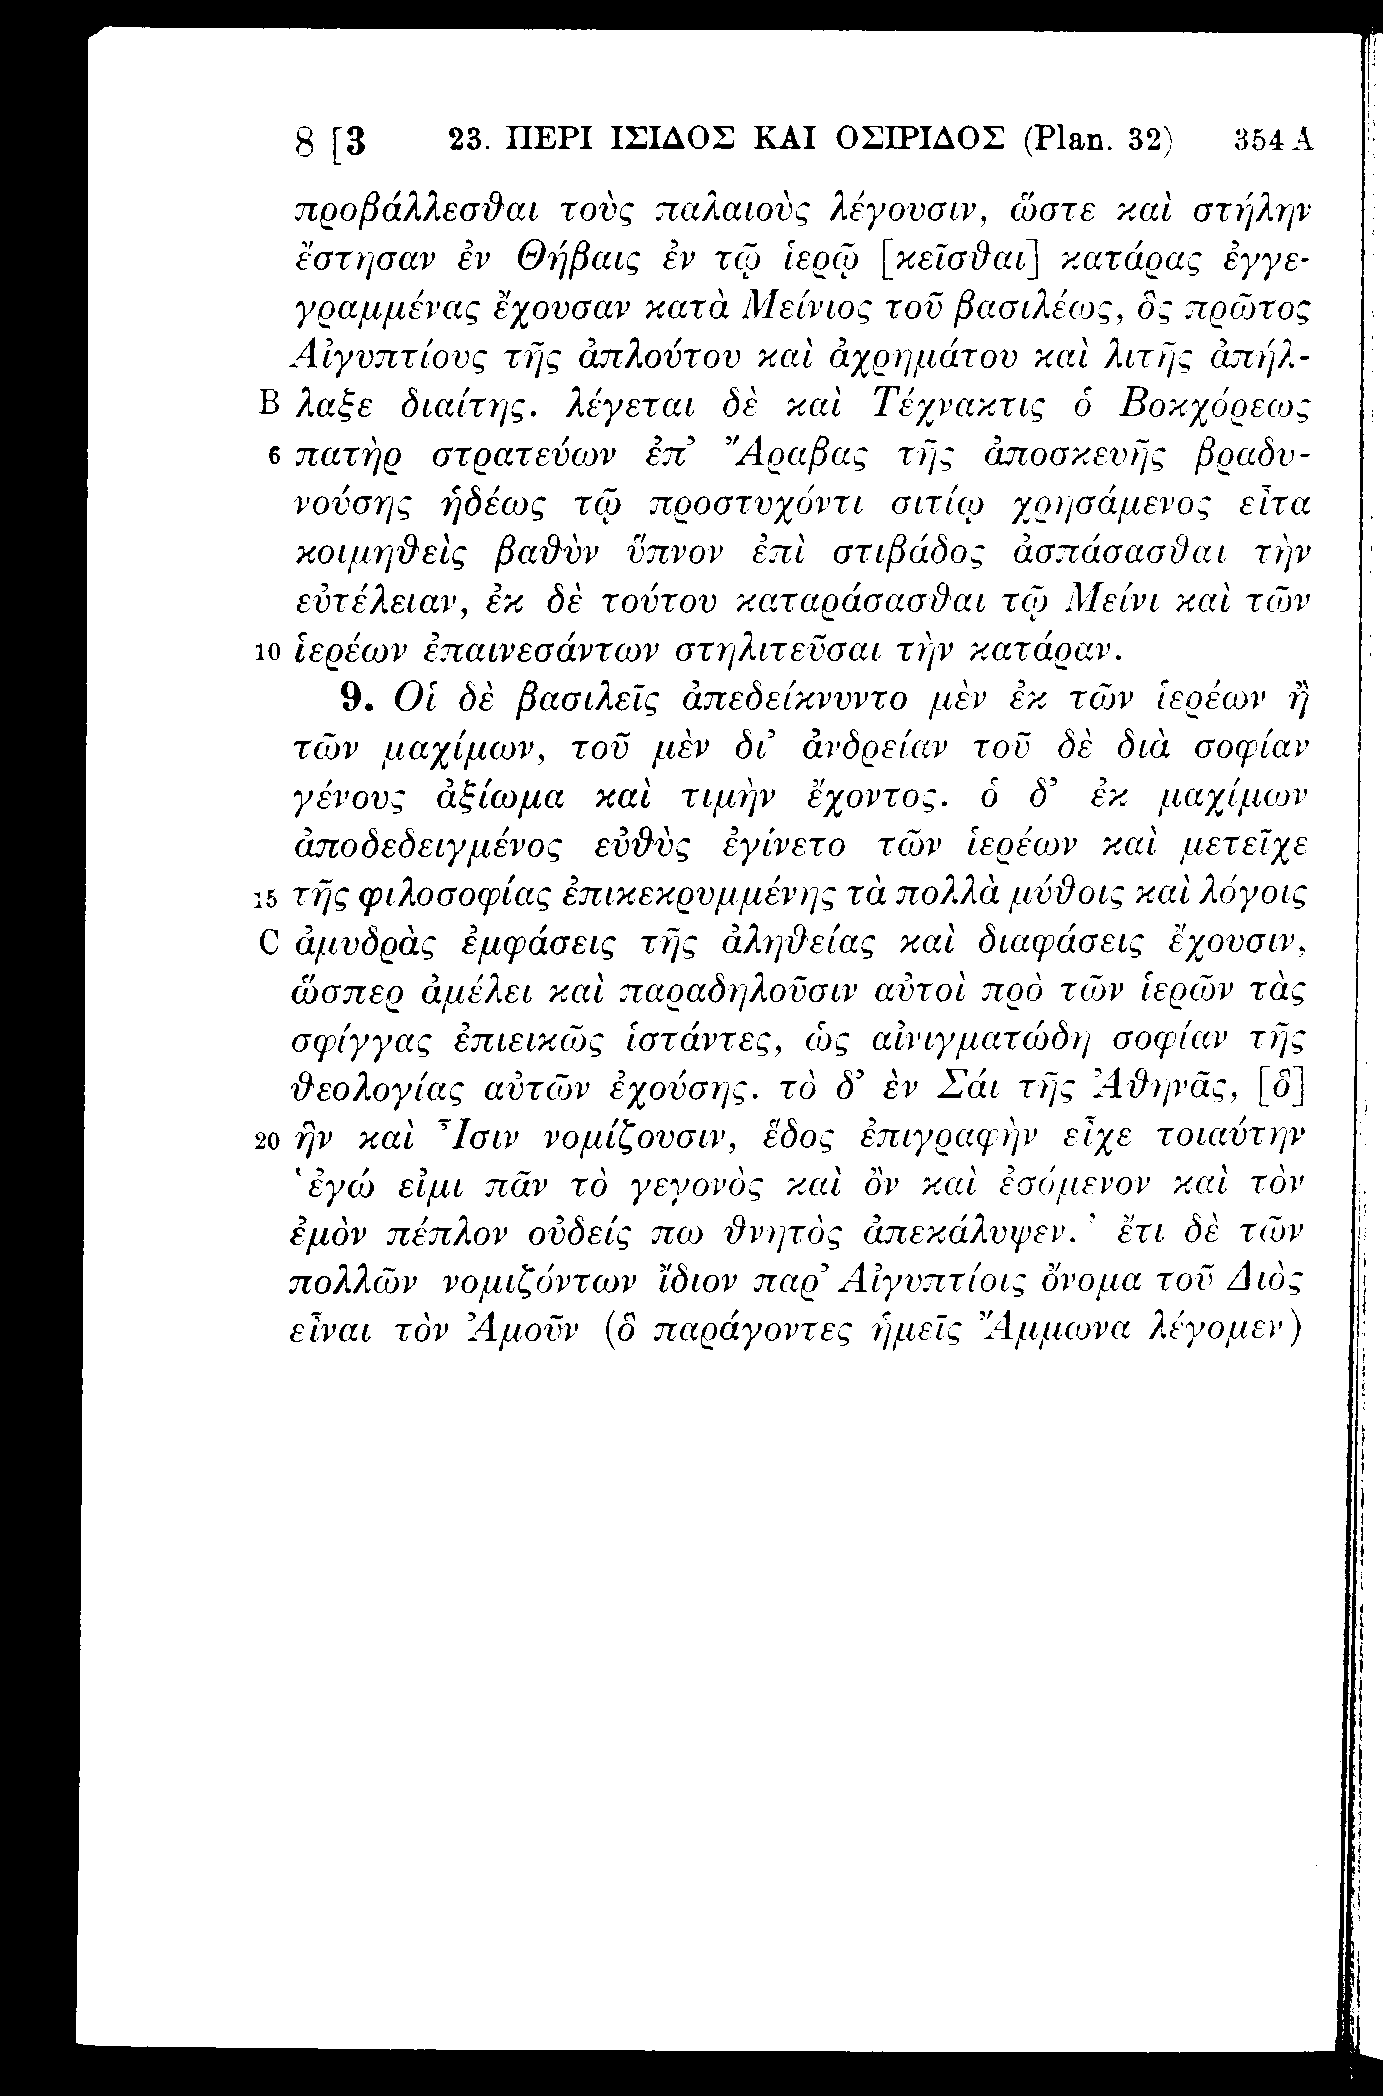 8 [3 23. ΠΕΡΙ ΙΣΙΔΟΣ ΚΑΙ ΟΣΙΡΙΔΟΣ (Plan. 32) 354 A
προβάλλεσθαι τοὺς παλαιοὺς λέγουσιν, ὥστε καὶ στήλην
ἔστησαν ἐν Θήβαις ἐν τῷ ἱερῷ [κεῖσθαι] κατάρας ἐγγε-
γραμμένας ἔχουσαν κατὰ Μείνιος τοῦ βασιλέως, ὃς πρῶτος
Αἰγυπτίους τῆς ἀπλούτου καὶ ἀχρημάτου καὶ λιτῆς ἀπήλ-
B λαξε διαίτης. λέγεται δὲ καὶ Τέχνακτις ὁ Βοκχόρεως
6 πατὴρ στρατεύων ἐπ’ Ἄραβας τῆς ἀποσκευῆς βραδυ-
νούσης ἡδέως τῷ προστυχόντι σιτίῳ χρησάμενος εἶτα
κοιμηθεὶς βαθὺν ὕπνον ἐπὶ στιβάδος ἀσπάσασθαι τὴν
εὐτέλειαν, ἐκ δὲ τούτου καταράσασθαι τῷ Μείνι καὶ τῶν
10 ἱερέων ἐπαινεσάντων στηλιτεῦσαι τὴν κατάραν.
9. Οἱ δὲ βασιλεῖς ἀπεδείκνυντο μὲν ἐκ τῶν ἱερέων ἢ
τῶν μαχίμων, τοῦ μὲν δι’ ἀνδρείαν τοῦ δὲ διὰ σοφίαν
γένους ἀξίωμα καὶ τιμὴν ἔχοντος. ὁ δ’ ἐκ μαχίμων
ἀποδεδειγμένος εὐθὺς ἐγίνετο τῶν ἱερέων καὶ μετεῖχε
15 τῆς φιλοσοφίας ἐπικεκρυμμένης τὰ πολλὰ μύθοις καὶ λόγοις
C ἀμυδρὰς ἐμφάσεις τῆς ἀληθείας καὶ διαφάσεις ἔχουσιν,
ὥσπερ ἀμέλει καὶ παραδηλοῦσιν αὐτοὶ πρὸ τῶν ἱερῶν τὰς
σφίγγας ἐπιεικῶς ἱστάντες, ὡς αἰνιγματώδη σοφίαν τῆς
θεολογίας αὐτῶν ἐχούσης. τὸ δ’ ἐν Σάι τῆς Ἀθηνᾶς, [ὃ]
20 ἣν καὶ Ἶσιν νομίζουσιν, ἕδος ἐπιγραφὴν εἶχε τοιαύτην
‘ἐγώ εἰμι πᾶν τὸ γεγονὸς καὶ ὂν καὶ ἐσόμενον καὶ τὸν
ἐμὸν πέπλον οὐδείς πω θνητὸς ἀπεκάλυψεν.’ ἔτι δὲ τῶν
πολλῶν νομιζόντων ἴδιον παρ’ Αἰγυπτίοις ὄνομα τοῦ Διὸς
εἶναι τὸν Ἀμοῦν (ὃ παράγοντες ἡμεῖς Ἄμμωνα λέγομεν)